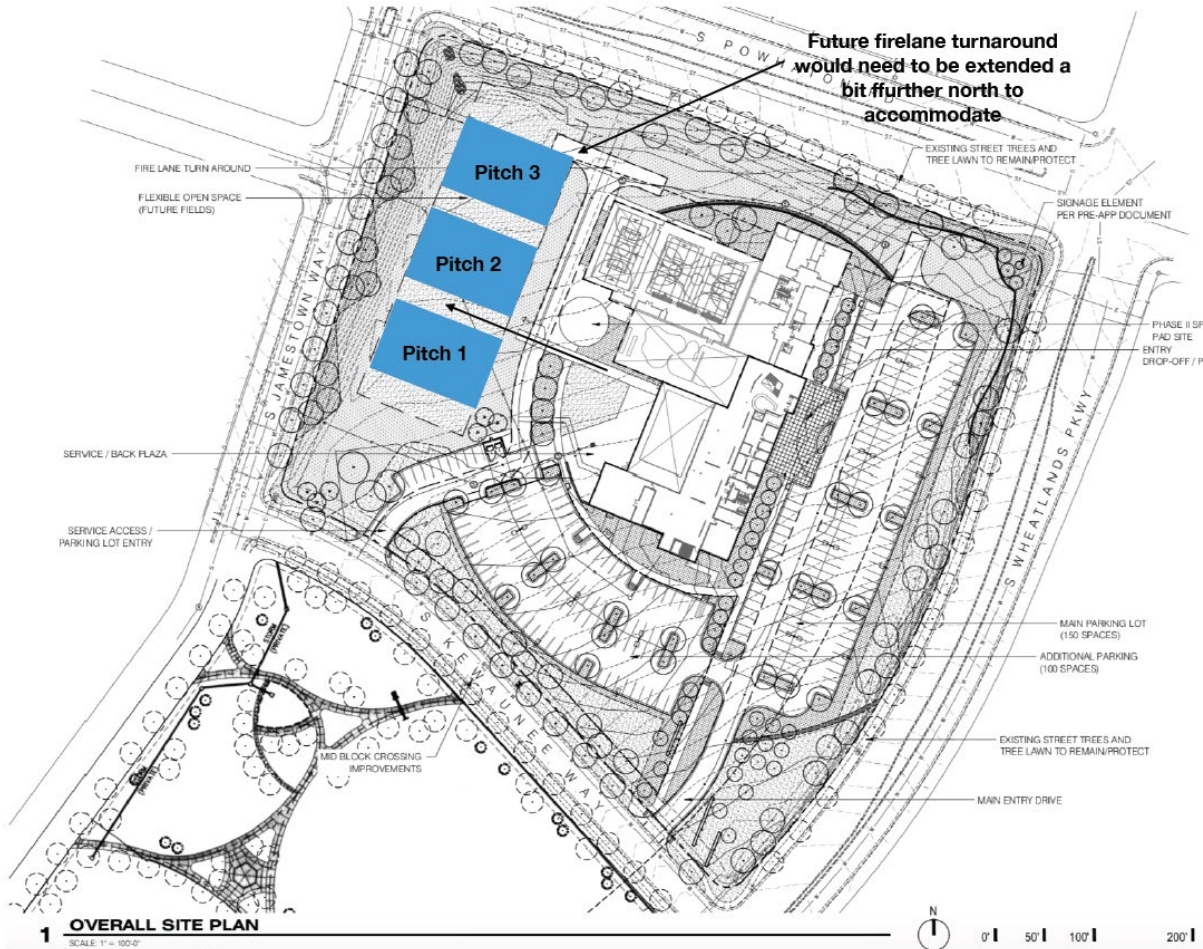 S POWHATON RD
Future firelane turnaround
would need to be extended a
bit ffurther north to
accommodate
EXISTING STREET TREES AND
TREE LAWN TO REMAIN/PROTECT
FIRE LANE TURN AROUND
FLEXIBLE OPEN SPACE
(FUTURE FIELDS)
SIGNAGE ELEMENT
PER PRE-APP DOCUMENT
Pitch 3
Pitch 2
Pitch 1
S JAMESTOWN WAY
PHASE II
PAD SITE
ENTRY
DROP-OFF / P
SERVICE / BACK PLAZA
SERVICE ACCESS /
PARKING LOT ENTRY
S WHEATLANDS PKWY
S KEWAUNEE WAY
STORM
(PRIVATE)
MAIN PARKING LOT
(150 SPACES)
ADDITIONAL PARKING
(100 SPACES)
MID BLOCK CROSSING
IMPROVEMENTS
EXISTING STREET TREES AND
TREE LAWN TO REMAIN/PROTECT
MAIN ENTRY DRIVE
1 OVERALL SITE PLAN
SCALE: 1" = 100'-0"
N
0' 50' 100' 200'